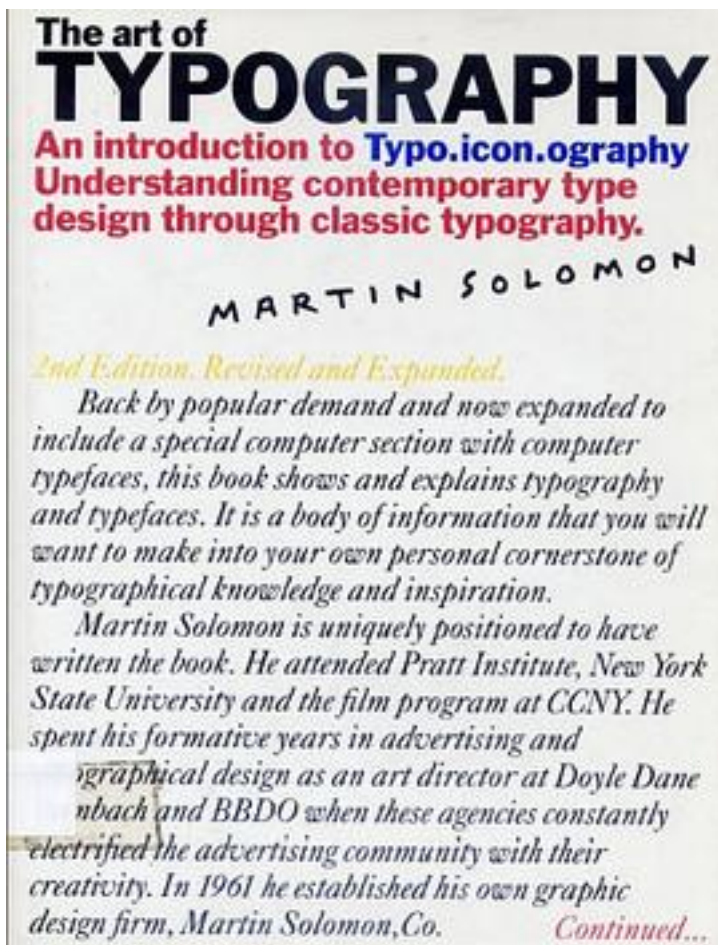 The art of
TYPOGRAPHY
An introduction to Typo.icon.ography
Understanding contemporary type
design through classic typography.
MARTIN SOLOMON
2nd Edition. Revised and Expanded.
Back by popular demand and now expanded to
include a special computer section with computer
typefaces, this book shows and explains typography
and typefaces. It is a body of information that you will
want to make into your own personal cornerstone of
typographical knowledge and inspiration.
Martin Solomon is uniquely positioned to have
written the book. He attended Pratt Institute, New York
State University and the film program at CCNY. He
spent his formative years in advertising and
ographical design as an art director at Doyle Dane
nbach and BBDO when these agencies constantly
electrified the advertising community with their
creativity. In 1961 he established his own graphic
design firm, Martin Solomon,Co. Continued...